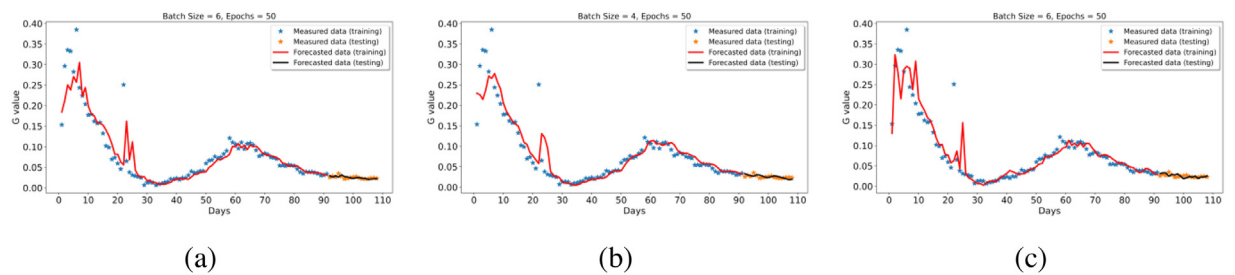 Batch Size = 6, Epochs = 50
G value
0.40
0.35
0.30
0.25
0.20
0.15
0.10
0.05
0.00
Measured data (training)
Measured data (testing)
Forecasted data (training)
Forecasted data (testing)
0 10 20 30 40 50 60 70 80 90 100 110
Days
(a)
Batch Size = 4, Epochs = 50
G value
0.40
0.35
0.30
0.25
0.20
0.15
0.10
0.05
0.00
Measured data (training)
Measured data (testing)
Forecasted data (training)
Forecasted data (testing)
0 10 20 30 40 50 60 70 80 90 100 110
Days
(b)
Batch Size = 6, Epochs = 50
G value
0.40
0.35
0.30
0.25
0.20
0.15
0.10
0.05
0.00
Measured data (training)
Measured data (testing)
Forecasted data (training)
Forecasted data (testing)
0 10 20 30 40 50 60 70 80 90 100 110
Days
(c)